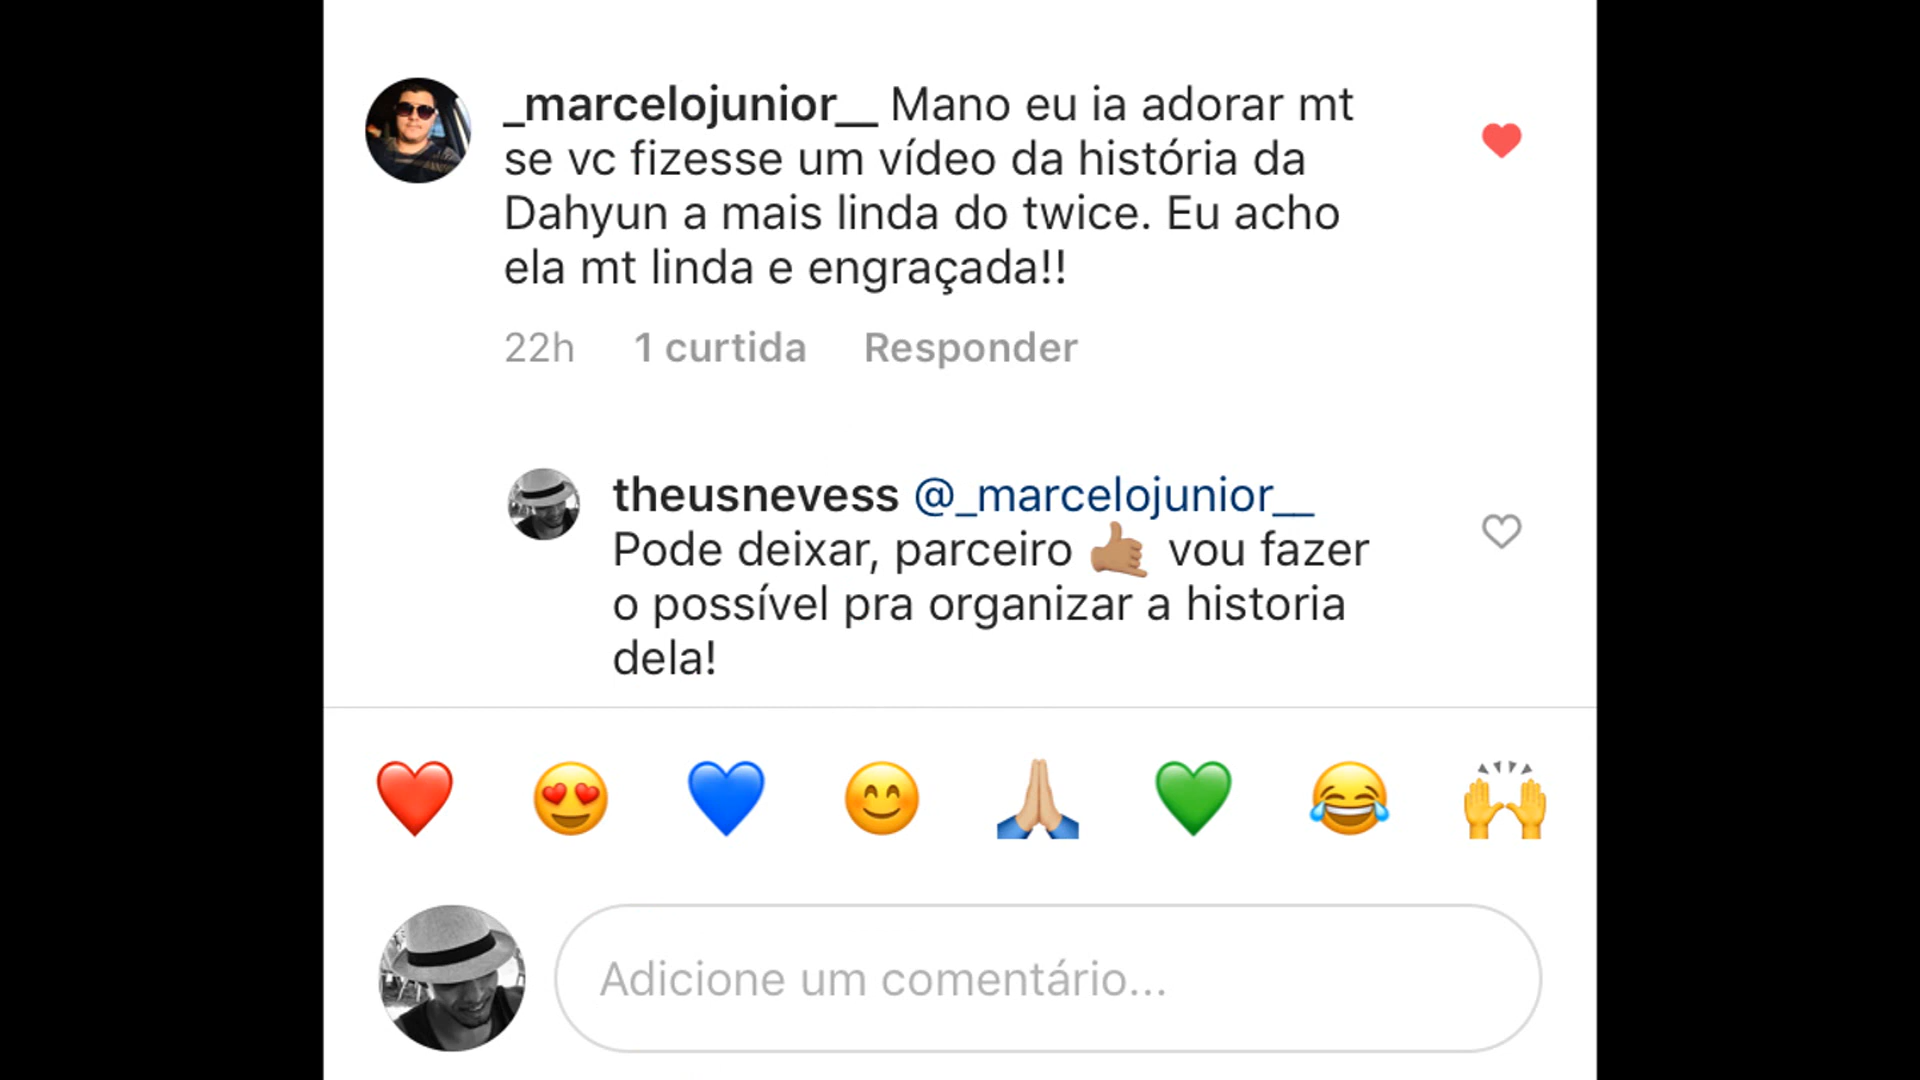 _marcelojunior__ Mano eu ia adorar mt
se vc fizesse um vídeo da história da
Dahyun a mais linda do twice. Eu acho
ela mt linda e engraçada!!
22h 1 curtida Responder
theusnevess @_marcelojunior__
Pode deixar, parceiro 🤙🏽 vou fazer
o possível pra organizar a historia
dela!
Adicione um comentário...